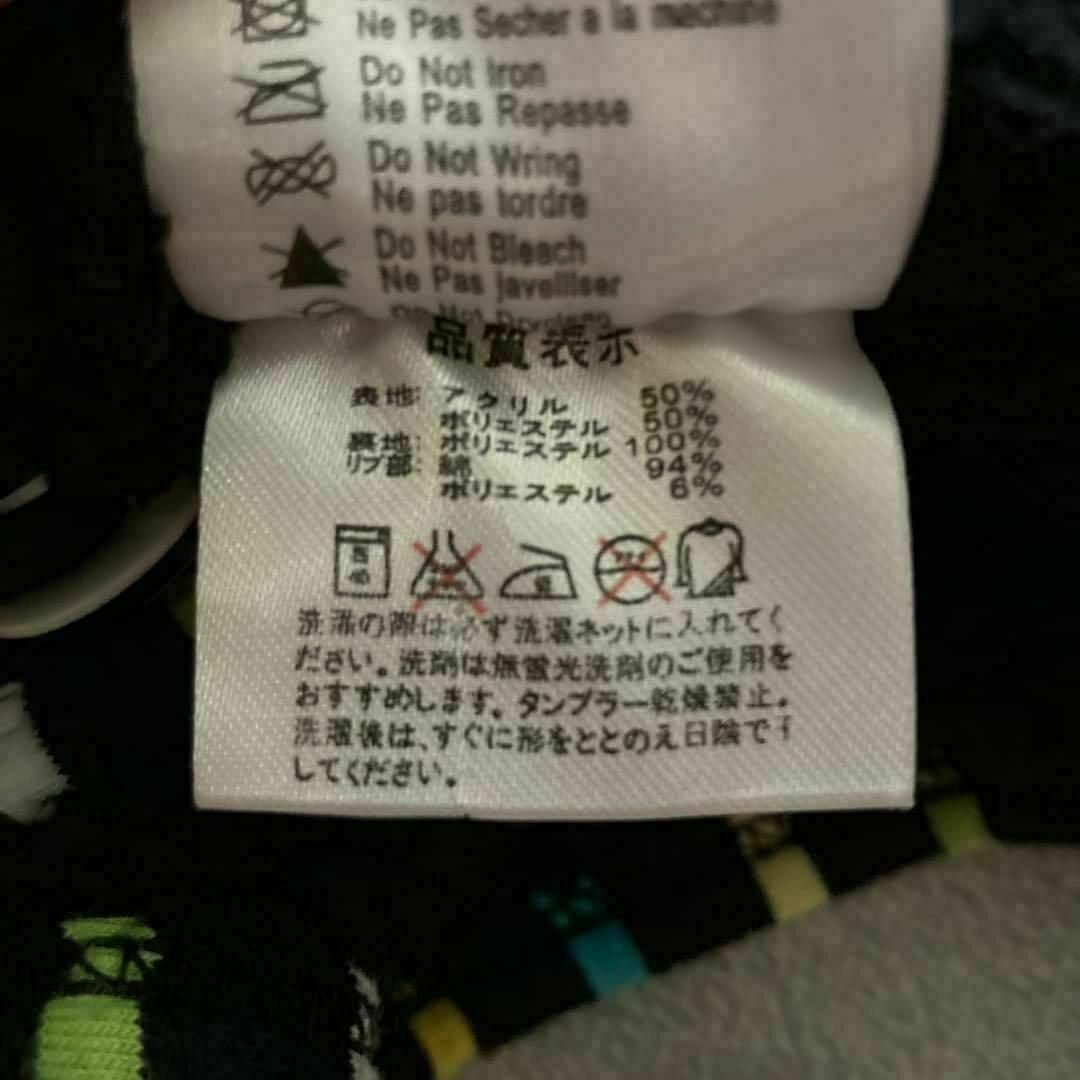 Ne Pas Secher a la machine
Do Not Iron
Ne Pas Repasse
Do Not Wring
Ne pas tordre
Do Not Bleach
Ne Pas javelliser
品質表示
表地: アクリル 50%
ポリエステル 50%
裏地: ポリエステル 100%
リブ部: 綿 94%
ポリエステル 6%
40
洗濯の際は必ず洗濯ネットに入れてく
ださい。洗剤は無蛍光洗剤のご使用を
おすすめします。タンブラー乾燥禁止。
洗濯後は、すぐに形をととのえ日陰で干
してください。